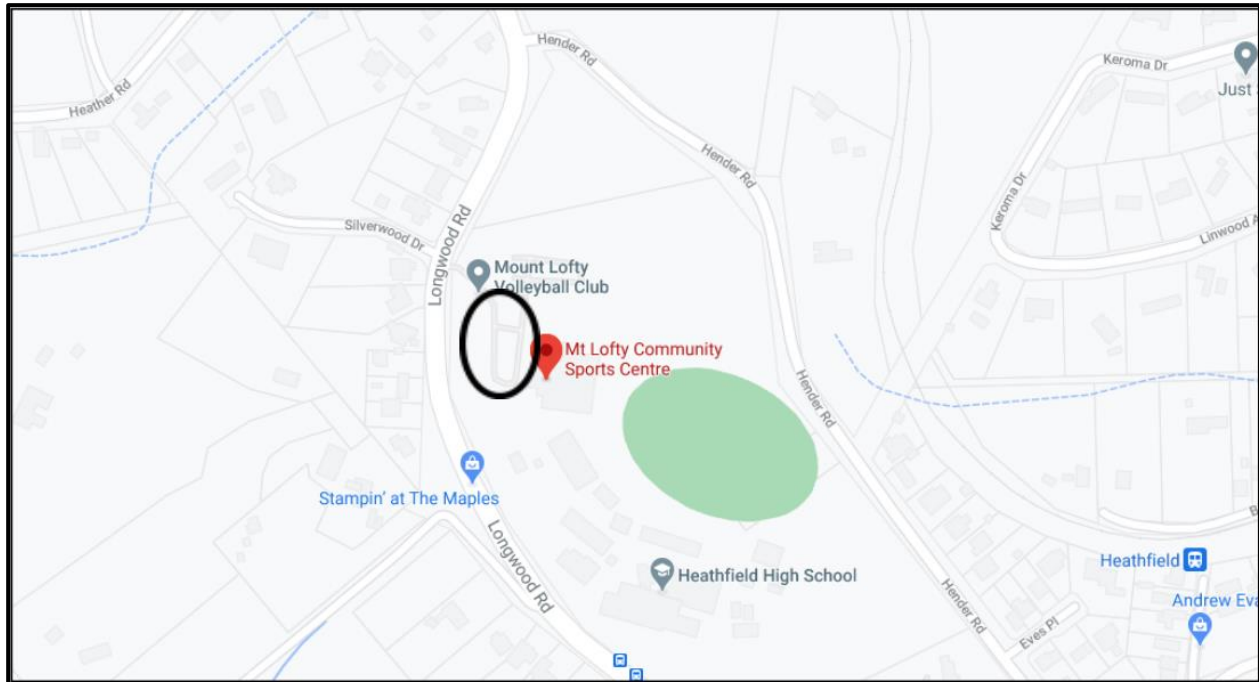 Hender Rd
Keroma Dr
Just
Heather Rd
Hender Rd
Keroma Dr
Silverwood Dr
Longwood Rd
Linwood A
Mount Lofty
Volleyball Club
Mt Lofty Community
Sports Centre
Hender Rd
Stampin' at The Maples
Longwood Rd
B
Heathfield
Heathfield High School
Hender Rd
Andrew Eva
Eves Pl